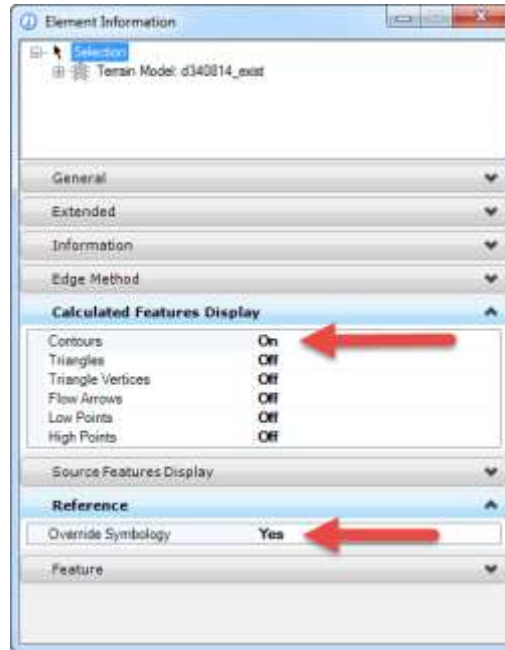 Element Information
Selection
Terrain Model: d340814_exist
General
Extended
Information
Edge Method
Calculated Features Display
Contours On
Triangles Off
Triangle Vertices Off
Flow Arrows Off
Low Points Off
High Points Off
Source Features Display
Reference
Override Symbology Yes
Feature